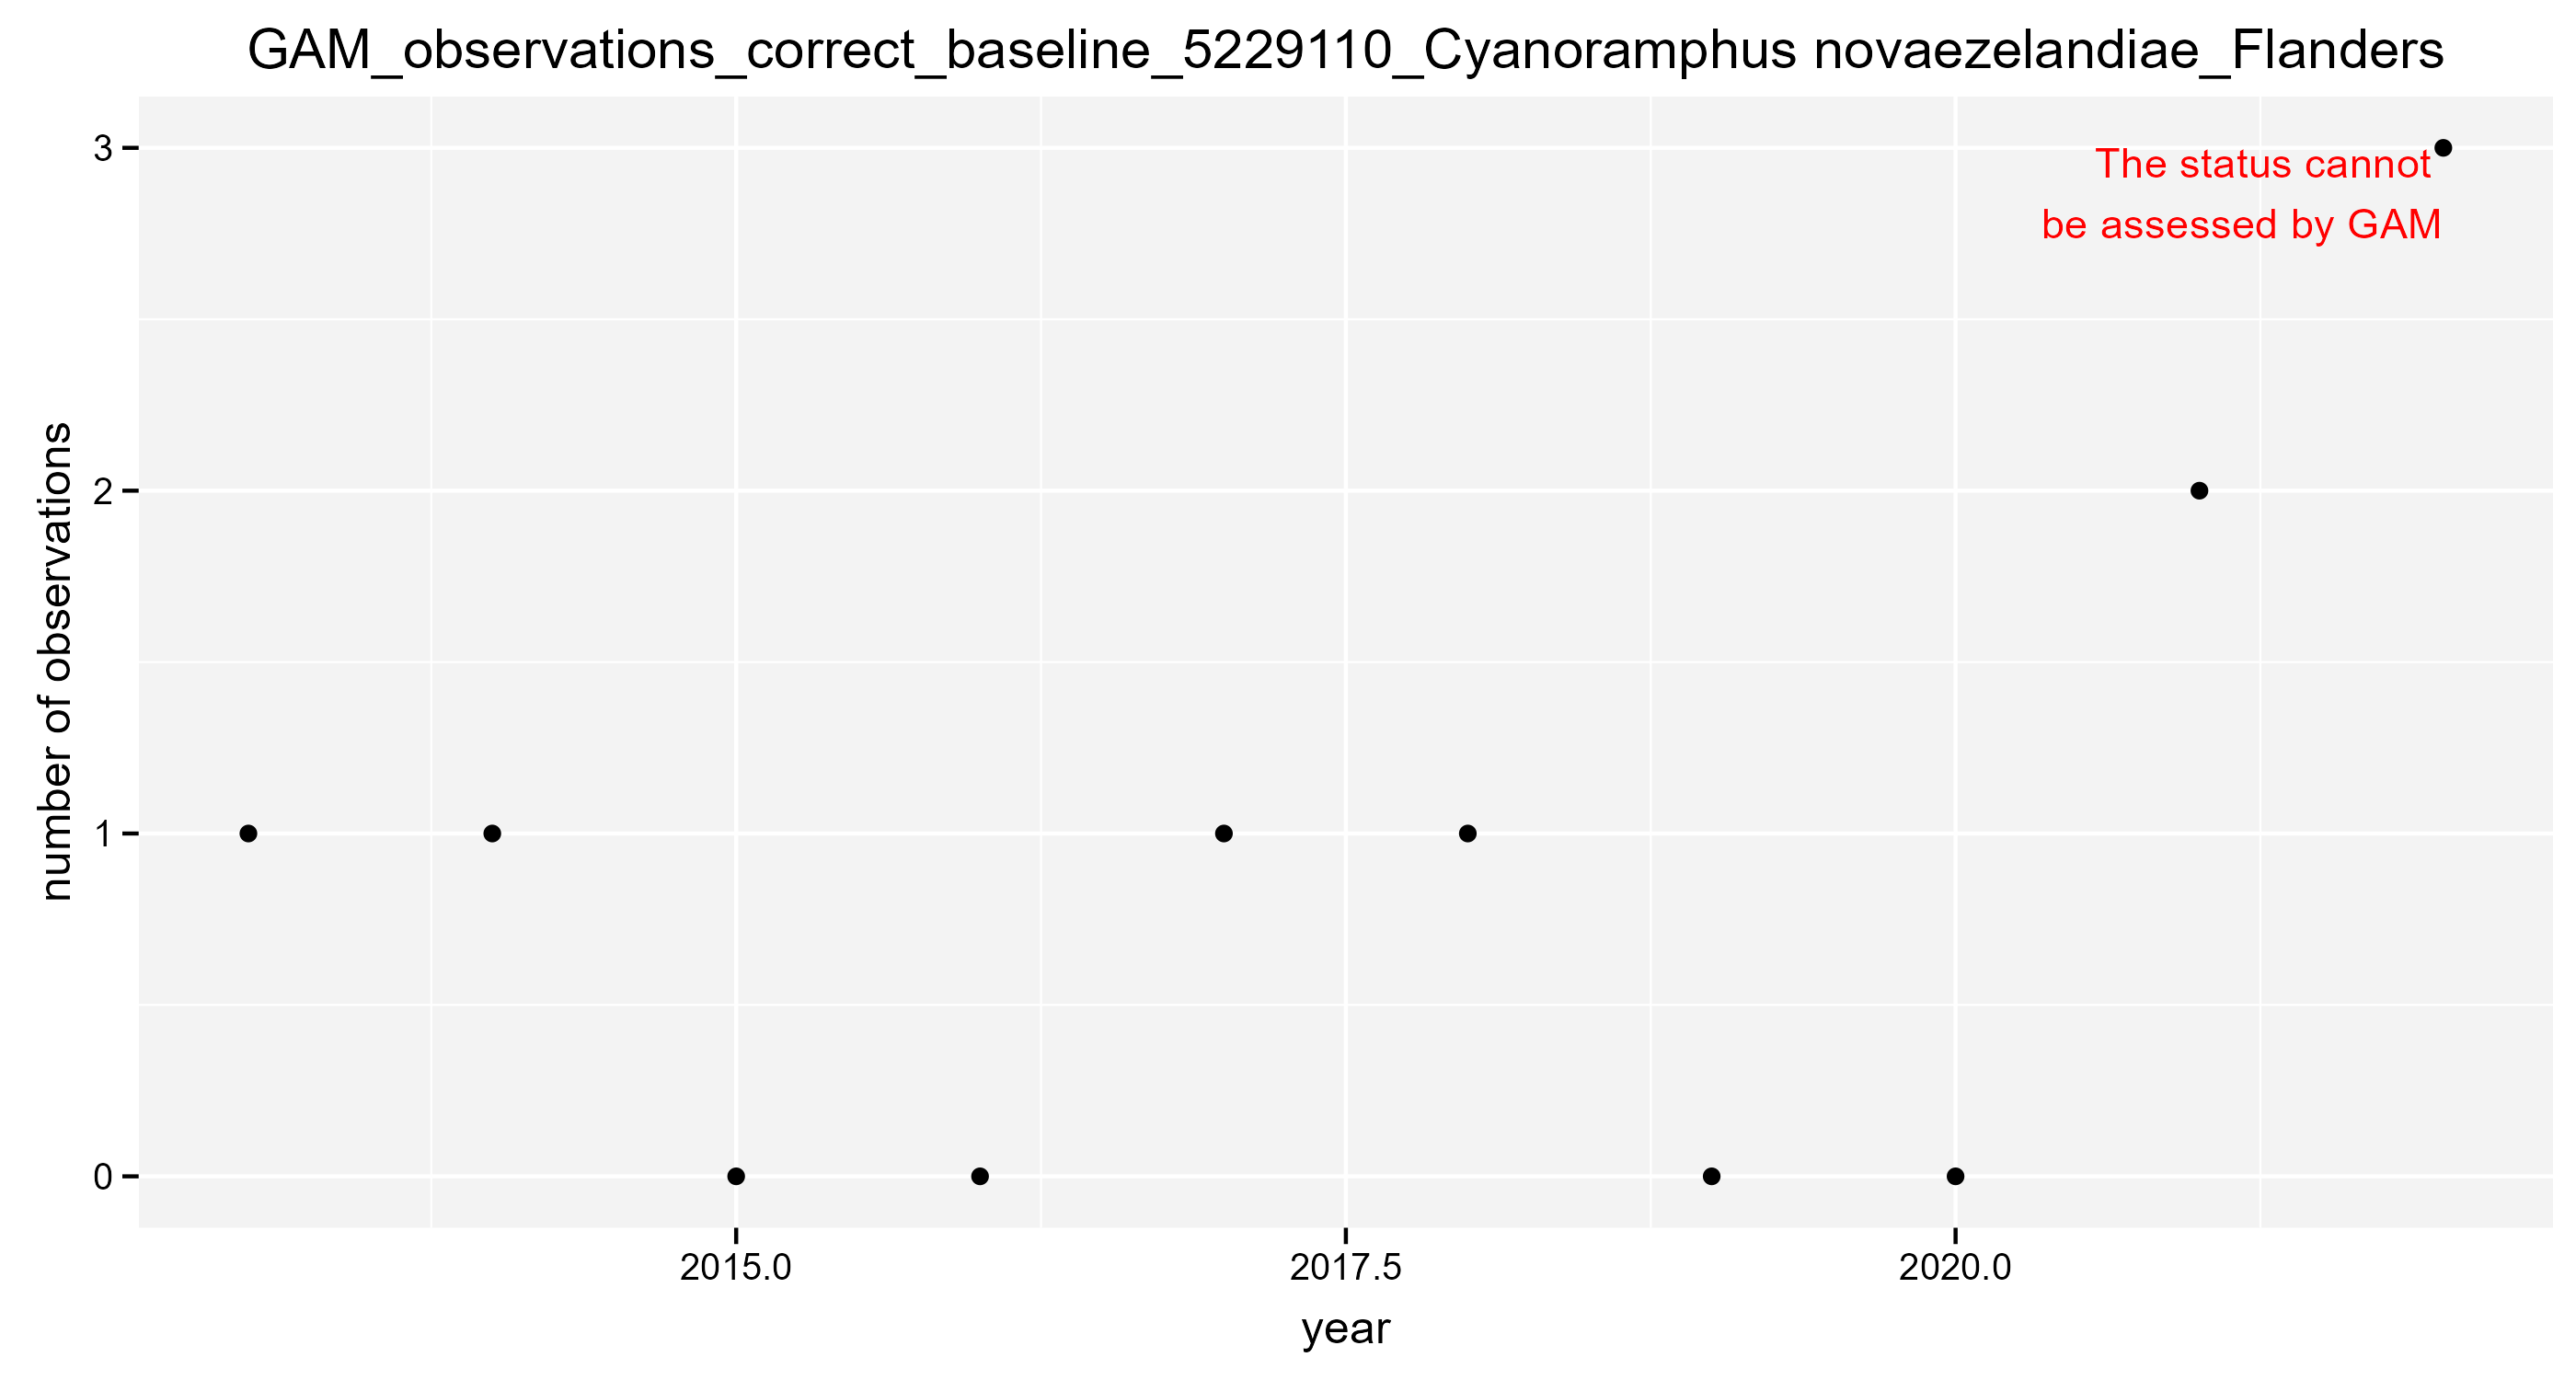 GAM_observations_correct_baseline_5229110_Cyanoramphus novaezelandiae_Flanders
3
The status cannot
be assessed by GAM
2
number of observations
1
0
2015.0 2017.5 2020.0
year